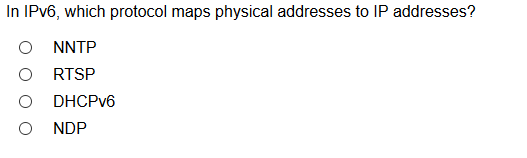 In IPv6, which protocol maps physical addresses to IP addresses?
NNTP
RTSP
DHCPv6
NDP